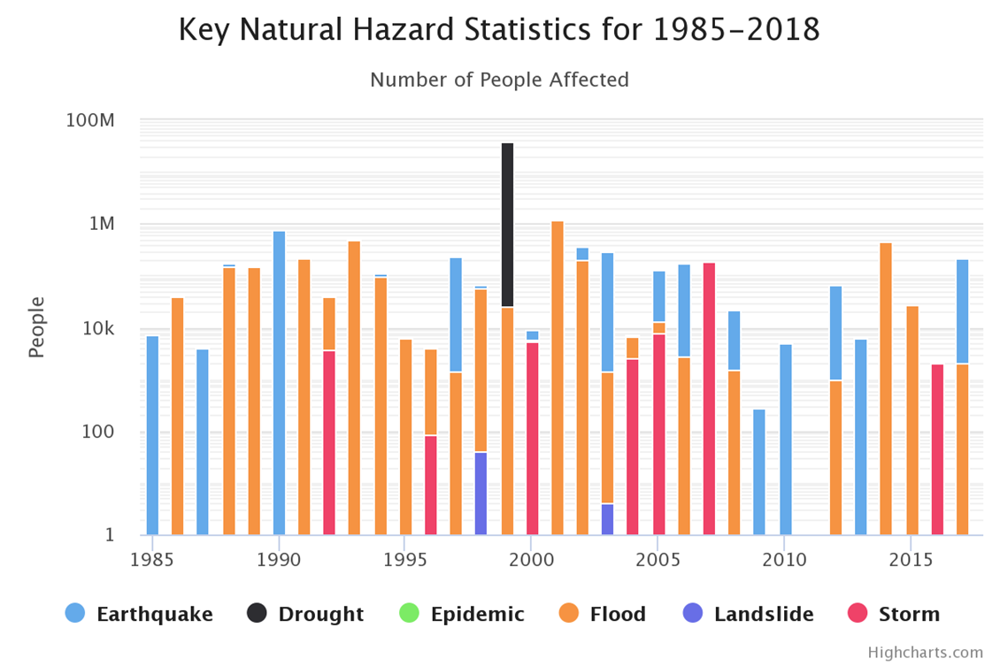 Key Natural Hazard Statistics for 1985–2018
Number of People Affected
100M
1M
10k
100
1
People
1985 1990 1995 2000 2005 2010 2015
Earthquake Drought Epidemic Flood Landslide Storm
Highcharts.com